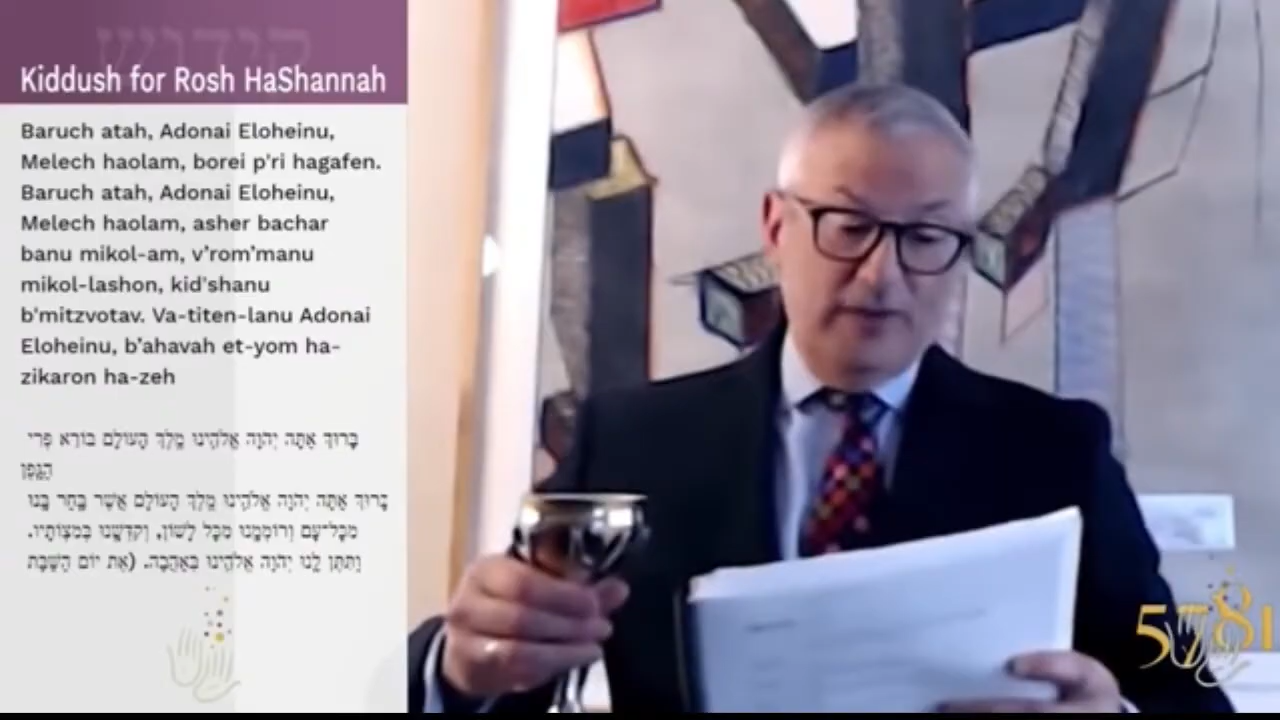 קידוש
Kiddush for Rosh HaShannah
Baruch atah, Adonai Eloheinu,
Melech haolam, borei p'ri hagafen.
Baruch atah, Adonai Eloheinu,
Melech haolam, asher bachar
banu mikol-am, v'rom'manu
mikol-lashon, kid'shanu
b'mitzvotav. Va-titen-lanu Adonai
Eloheinu, b'ahavah et-yom ha-
zikaron ha-zeh
בָּרוּךְ אַתָּה יְהוָה אֱלֹהֵינוּ מֶלֶךְ הָעוֹלָם בּוֹרֵא פְּרִי
הַגֶּפֶן
בָּרוּךְ אַתָּה יְהוָה אֱלֹהֵינוּ מֶלֶךְ הָעוֹלָם אֲשֶׁר בָּחַר בָּנוּ
מִכָּל־עָם וְרוֹמְמָנוּ מִכָּל לָשׁוֹן, וְקִדְּשָׁנוּ בְּמִצְוֹתָיו.
וַתִּתֶּן לָנוּ יְהוָה אֱלֹהֵינוּ בְּאַהֲבָה. (אֶת יוֹם הַשַּׁבָּת
5781